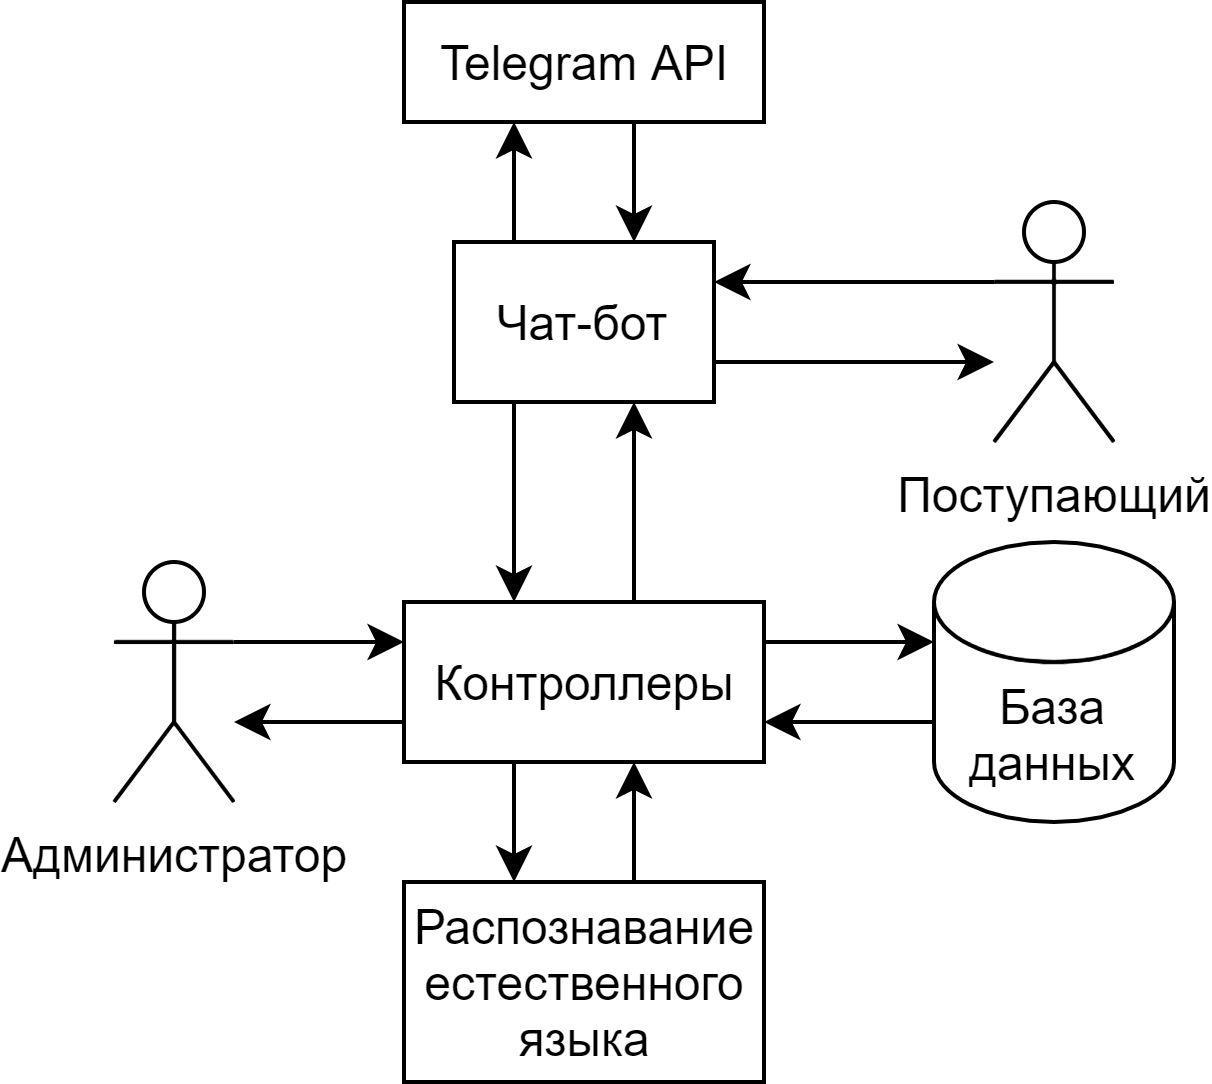 Telegram API
Чат-бот
Поступающий
Контроллеры
База
данных
Администратор
Распознавание
естественного
языка